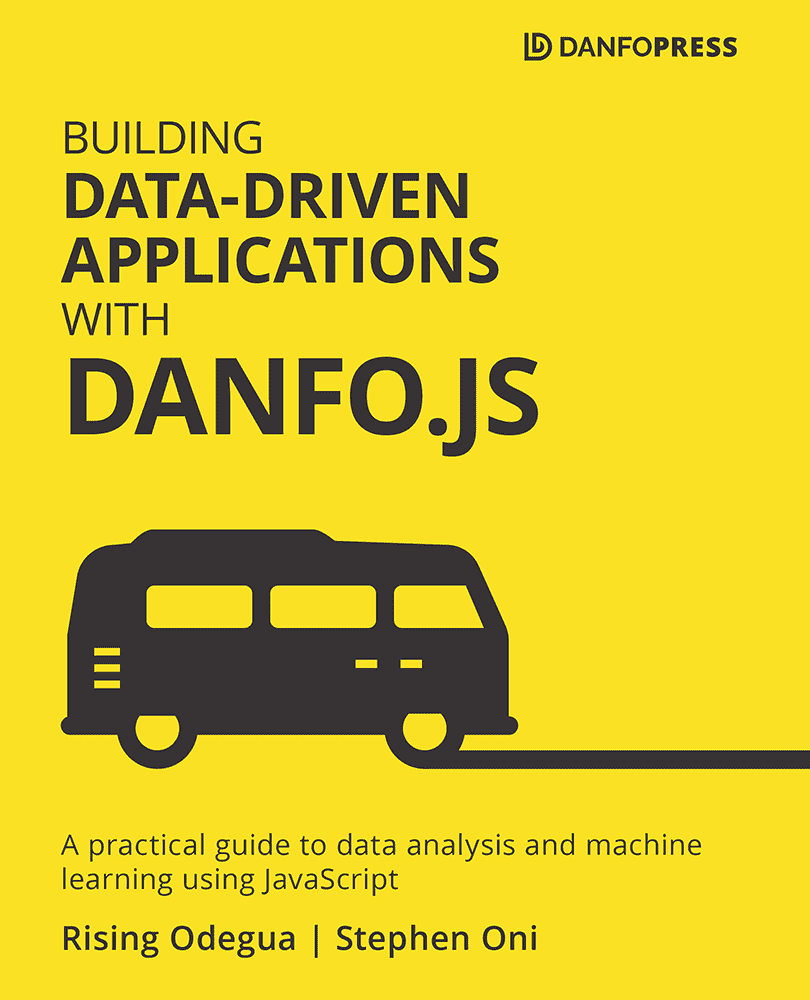 DANFOPRESS
BUILDING
DATA-DRIVEN
APPLICATIONS
WITH
DANFO.JS
A practical guide to data analysis and machine
learning using JavaScript
Rising Odegua | Stephen Oni